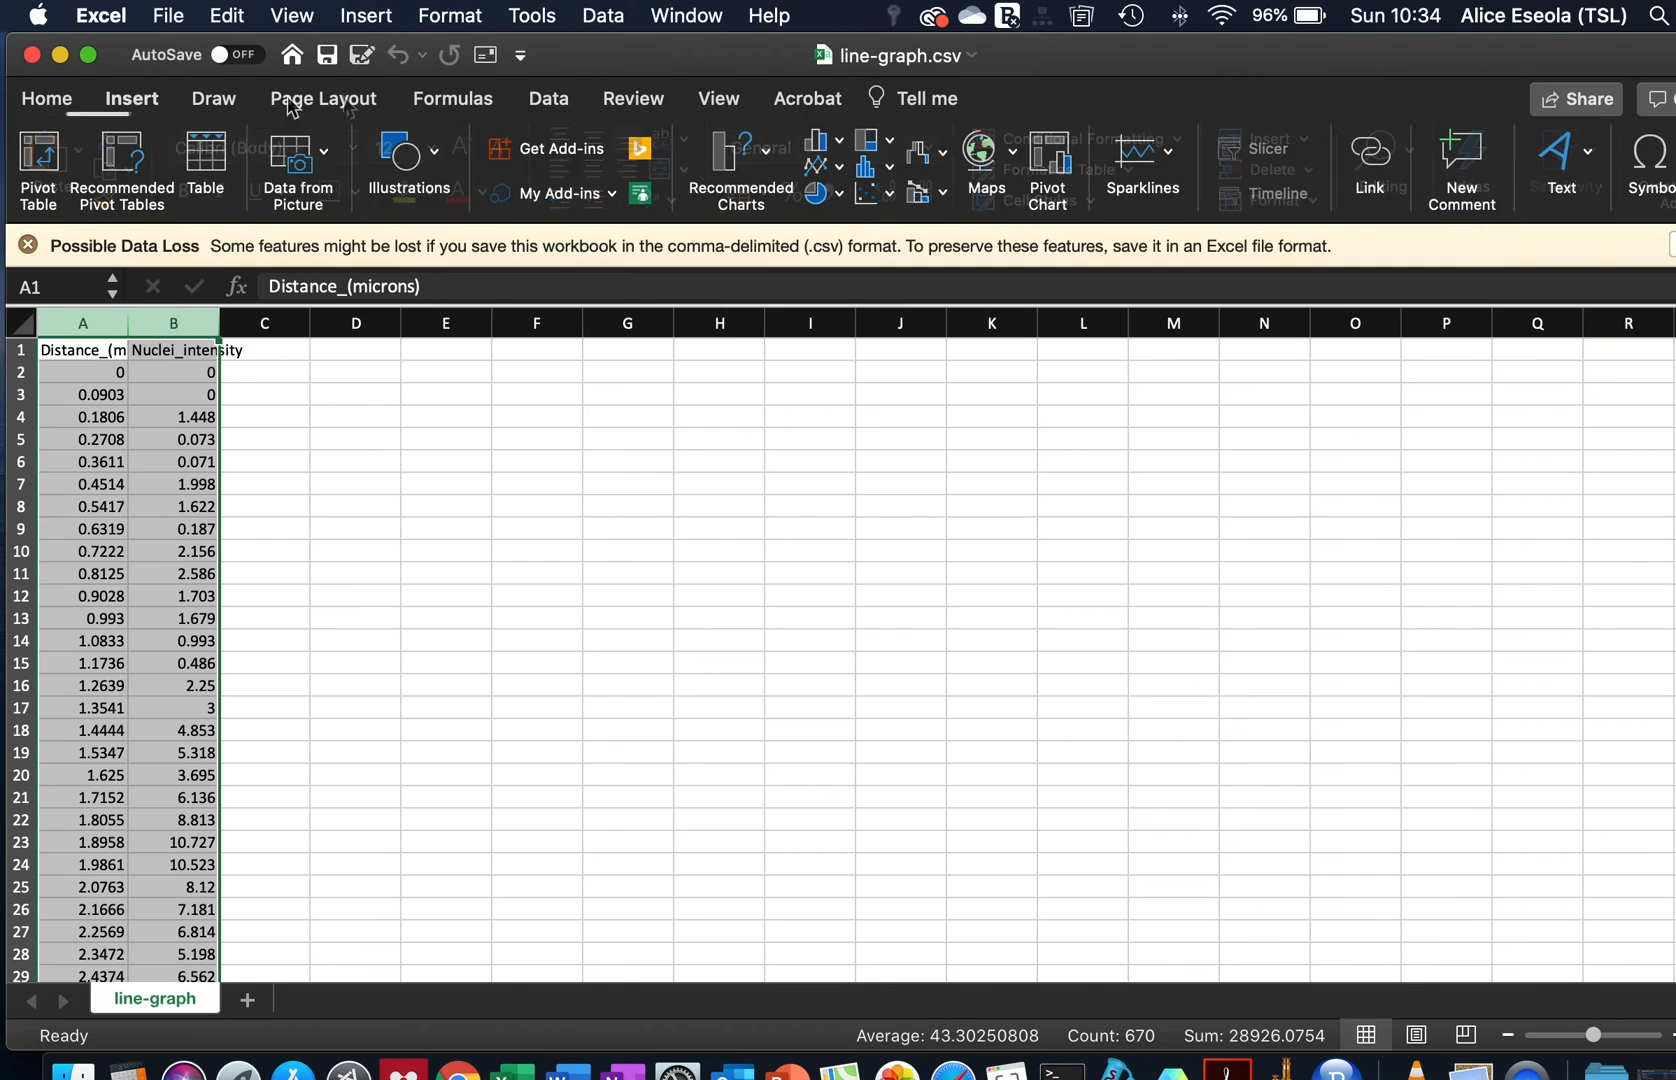 Excel File Edit View Insert Format Tools Data Window Help 96% Sun 10:34 Alice Eseola (TSL)
AutoSave OFF line-graph.csv
Home Insert Draw Page Layout Formulas Data Review View Acrobat Tell me Share
Get Add-ins
My Add-ins
Pivot Table
Recommended Pivot Tables
Table
Data from Picture
Illustrations
Recommended Charts
Maps
Pivot Chart
Sparklines
Slicer
Timeline
Link
New Comment
Text
Symbo
Possible Data Loss Some features might be lost if you save this workbook in the comma-delimited (.csv) format. To preserve these features, save it in an Excel file format.
A1 fx Distance_(microns)
A B C D E F G H I J K L M N O P Q R
1 Distance_(m Nuclei_intensity
2 0 0
3 0.0903 0
4 0.1806 1.448
5 0.2708 0.073
6 0.3611 0.071
7 0.4514 1.998
8 0.5417 1.622
9 0.6319 0.187
10 0.7222 2.156
11 0.8125 2.586
12 0.9028 1.703
13 0.993 1.679
14 1.0833 0.993
15 1.1736 0.486
16 1.2639 2.25
17 1.3541 3
18 1.4444 4.853
19 1.5347 5.318
20 1.625 3.695
21 1.7152 6.136
22 1.8055 8.813
23 1.8958 10.727
24 1.9861 10.523
25 2.0763 8.12
26 2.1666 7.181
27 2.2569 6.814
28 2.3472 5.198
29 2.4374 6.562
line-graph
Ready Average: 43.30250808 Count: 670 Sum: 28926.0754